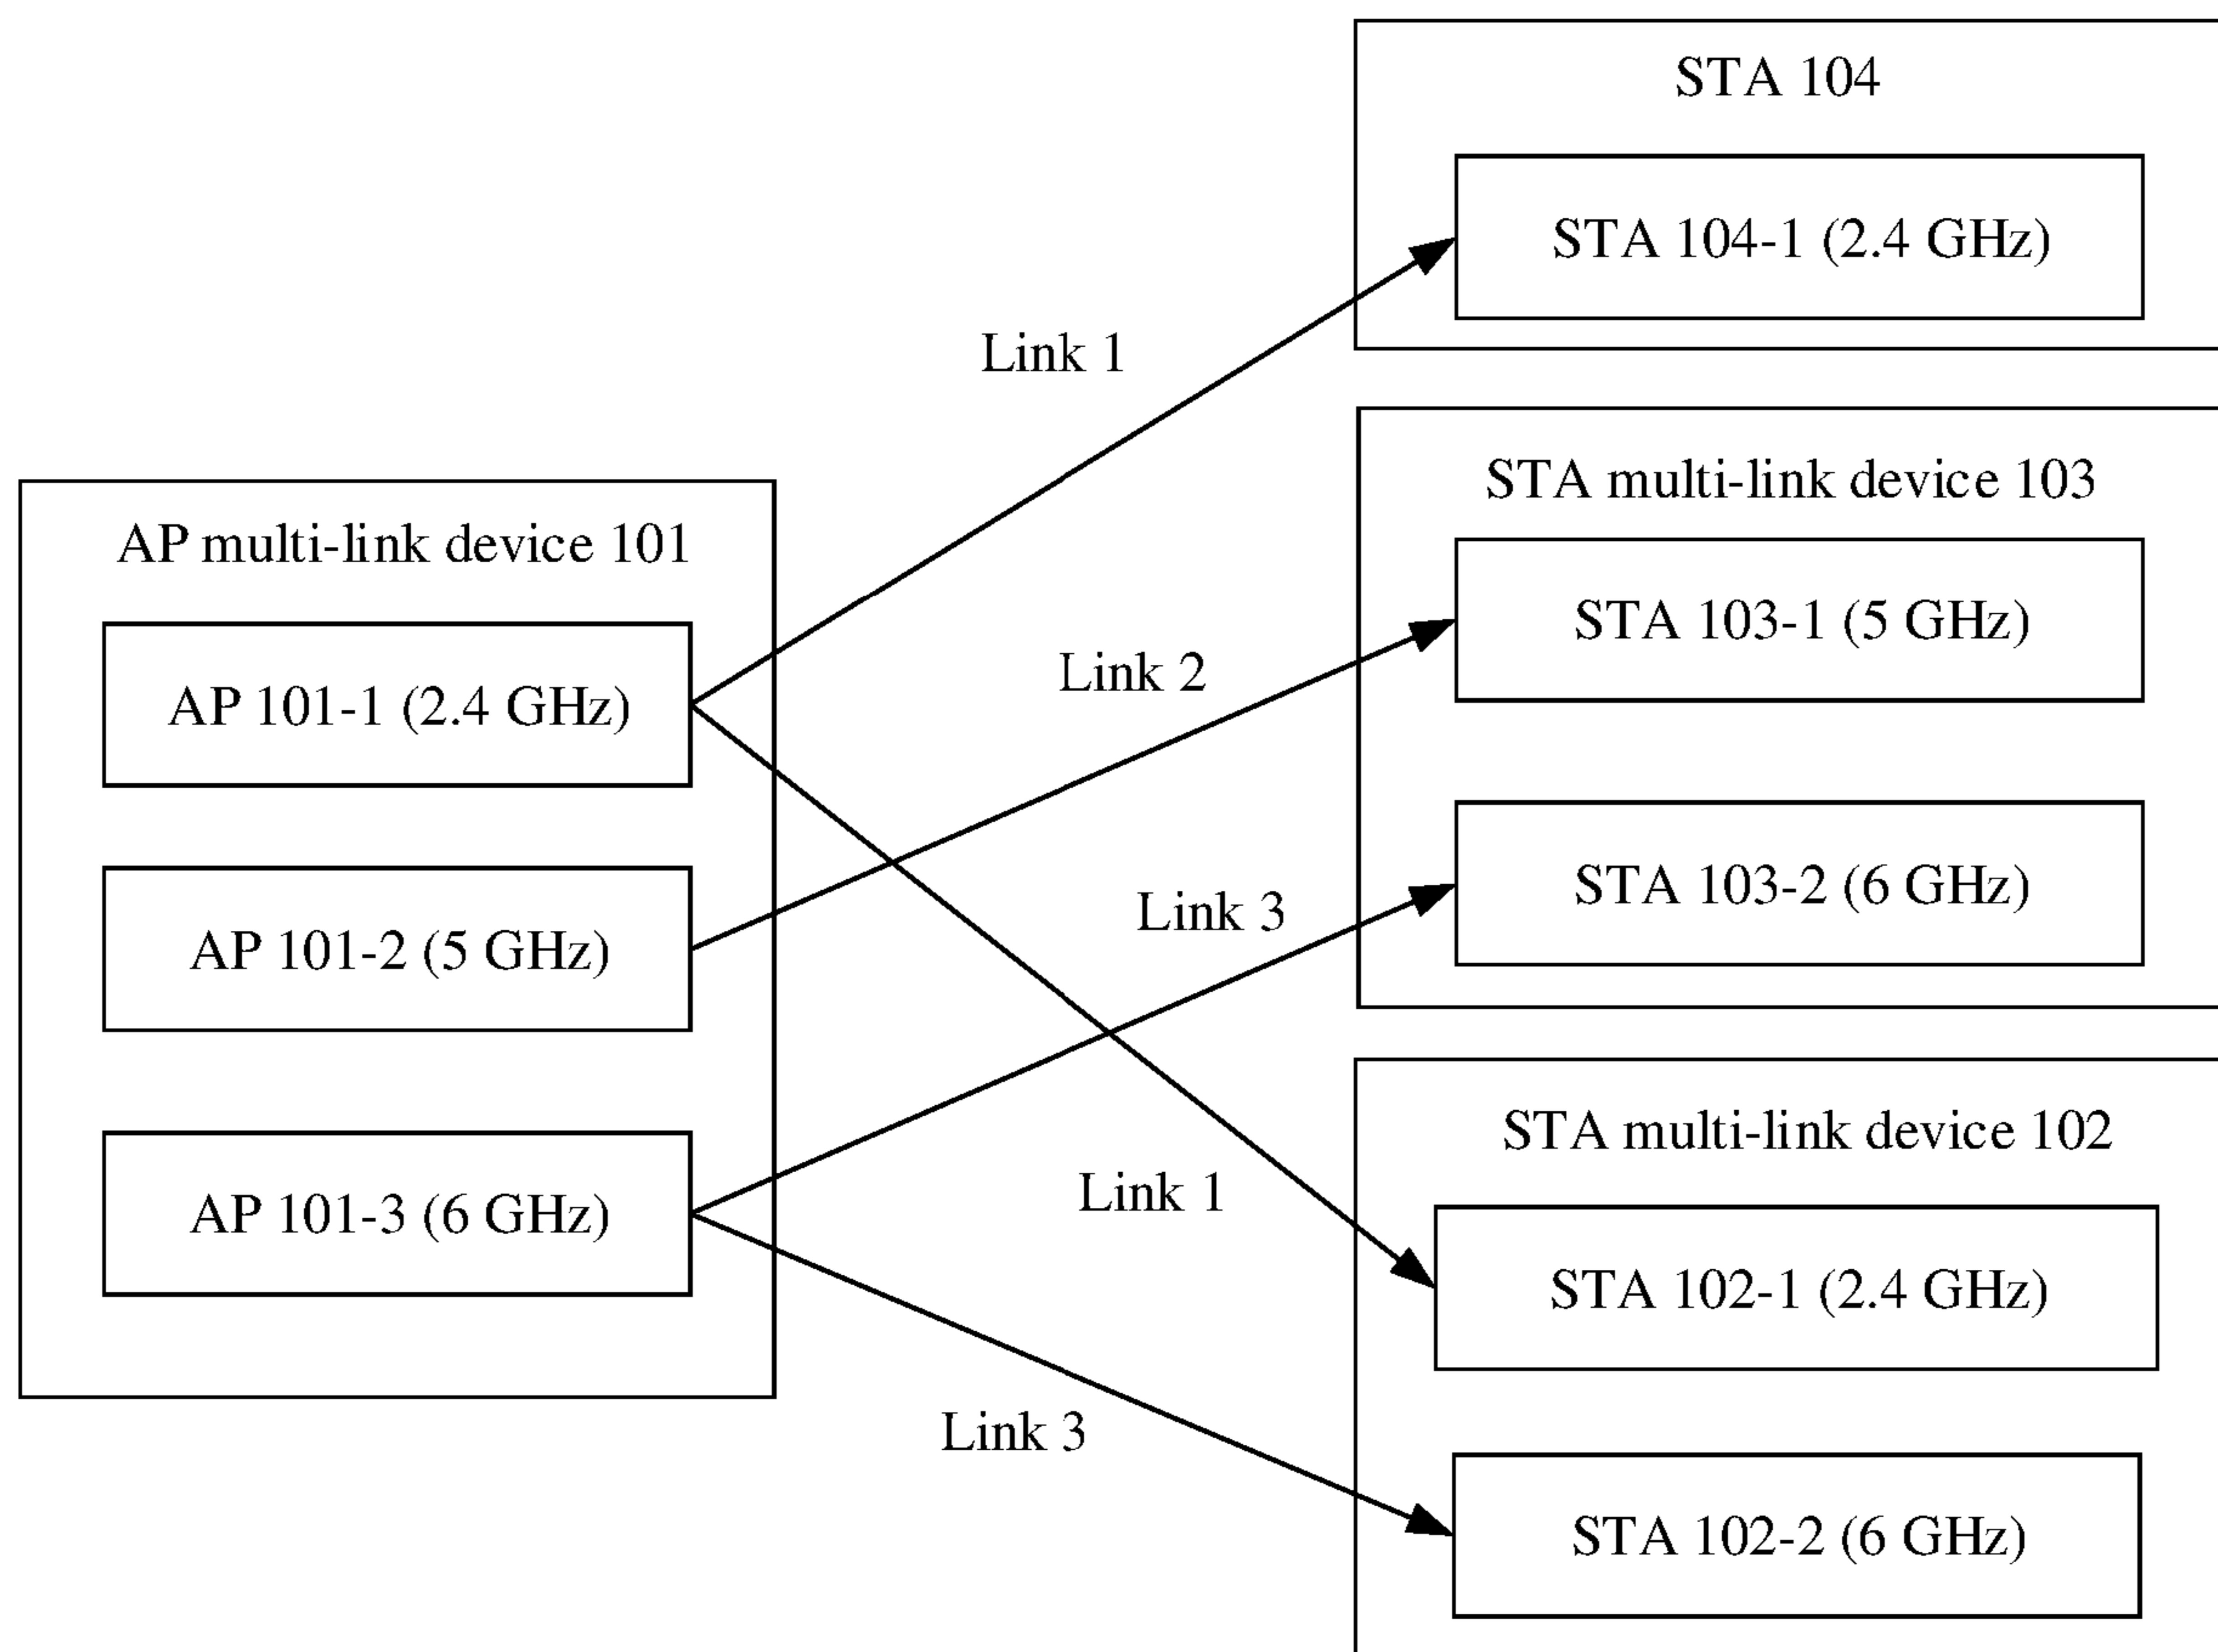 STA 104
STA 104-1 (2.4 GHz)
Link 1
STA multi-link device 103
AP multi-link device 101
STA 103-1 (5 GHz)
Link 2
AP 101-1 (2.4 GHz)
STA 103-2 (6 GHz)
Link 3
AP 101-2 (5 GHz)
STA multi-link device 102
Link 1
AP 101-3 (6 GHz)
STA 102-1 (2.4 GHz)
Link 3
STA 102-2 (6 GHz)